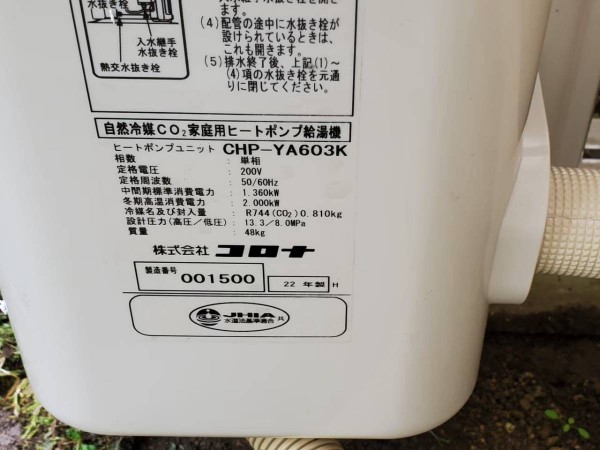 水抜き栓
入水継手
水抜き栓
熱交水抜き栓
ます。
(4)配管の途中に水抜き栓が
設けられているときは、
これも開きます。
(5)排水終了後、上記(1)～
(4)項の水抜き栓を元通
りに閉じてください。
自然冷媒CO₂家庭用ヒートポンプ給湯機
ヒートポンプユニット CHP-YA603K
相数 : 単相
定格電圧 : 200V
定格周波数 : 50/60Hz
中間期標準消費電力 : 1.360kW
冬期高温消費電力 : 2.000kW
冷媒名及び封入量 : R744(CO₂)0.810kg
設計圧力(高圧/低圧) : 13.3/8.0MPa
質量 : 48kg
株式会社 コロナ
製造番号 001500 22 年製 H
JHIA
水道法基準適合